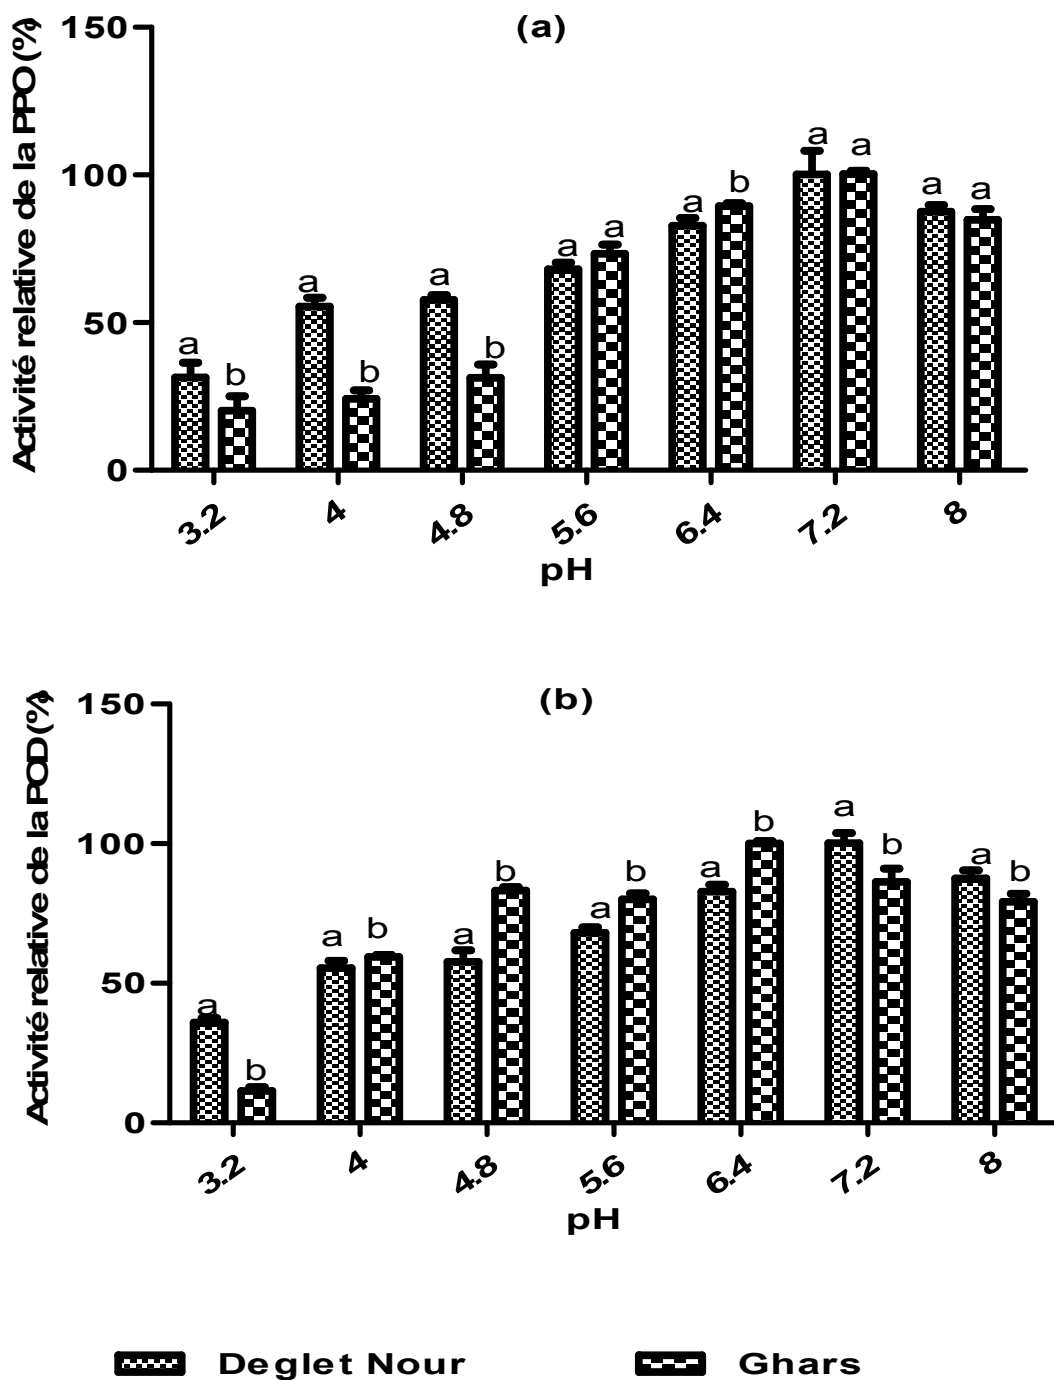 (a)
Activité relative de la PPO (%)
150
100
50
0
a b a b a b a a a b a a a a
3.2 4 4.8 5.6 6.4 7.2 8
pH
(b)
Activité relative de la POD (%)
150
100
50
0
a b a b a b a b a b a b a b
3.2 4 4.8 5.6 6.4 7.2 8
pH
Deglet Nour Ghars